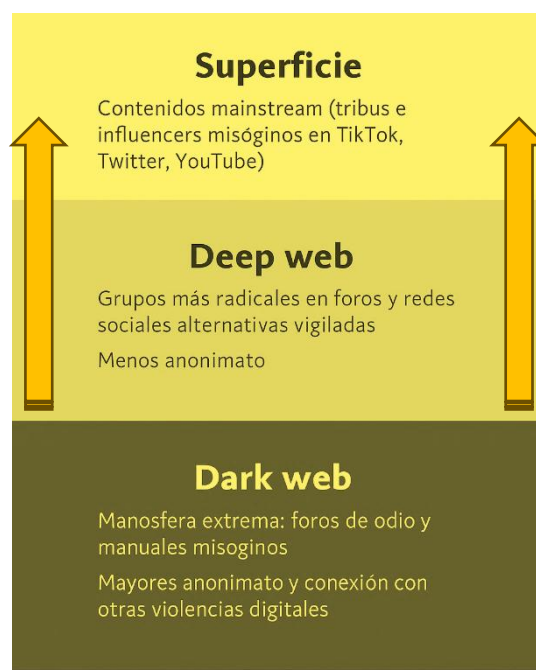 Superficie
Contenidos mainstream (tribus e
influencers misóginos en TikTok,
Twitter, YouTube)
Deep web
Grupos más radicales en foros y redes
sociales alternativas vigiladas
Menos anonimato
Dark web
Manosfera extrema: foros de odio y
manuales misoginos
Mayores anonimato y conexión con
otras violencias digitales